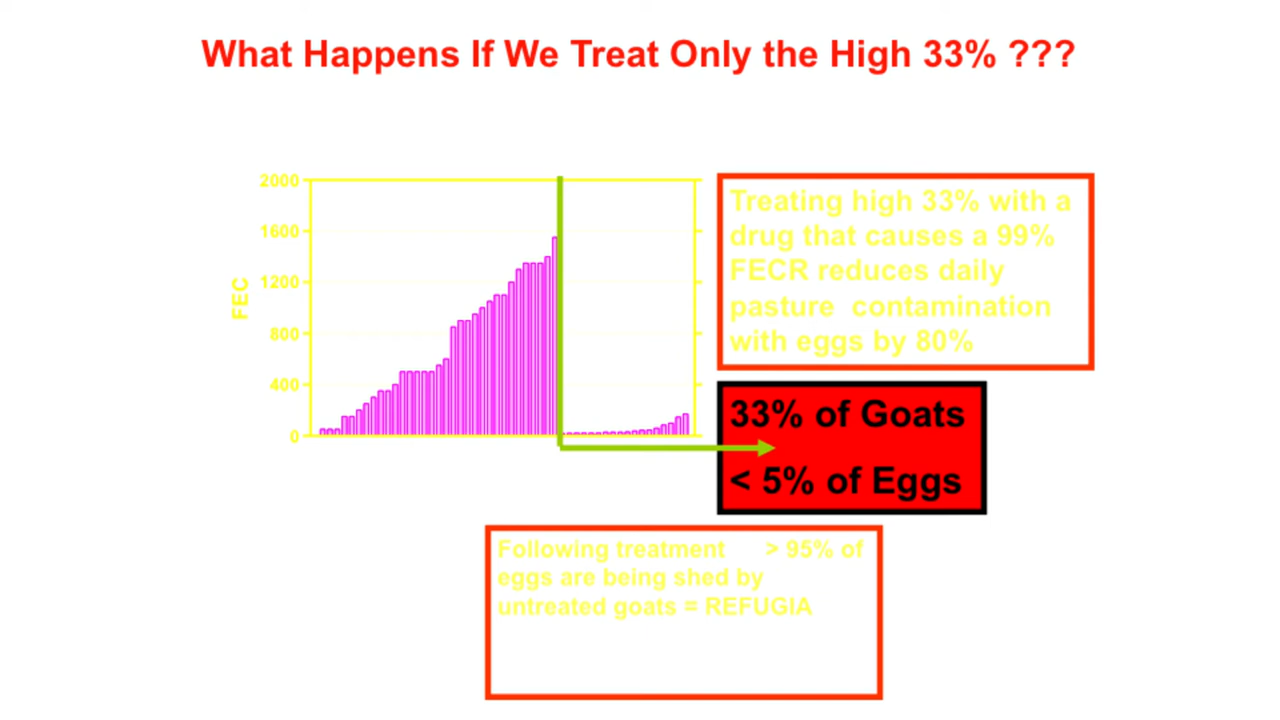 What Happens If We Treat Only the High 33% ???
2000
1600
1200
800
400
0
FEC
Treating high 33% with a
drug that causes a 99%
FECR reduces daily
pasture contamination
with eggs by 80%
33% of Goats
< 5% of Eggs
Following treatment > 95% of
eggs are being shed by
untreated goats = REFUGIA